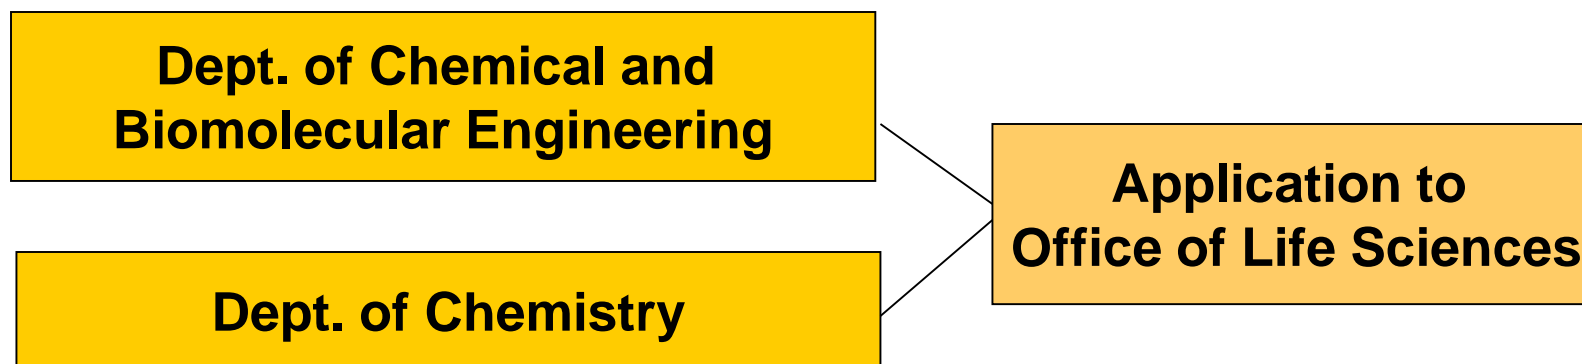 Dept. of Chemical and
Biomolecular Engineering
Application to
Office of Life Sciences
Dept. of Chemistry